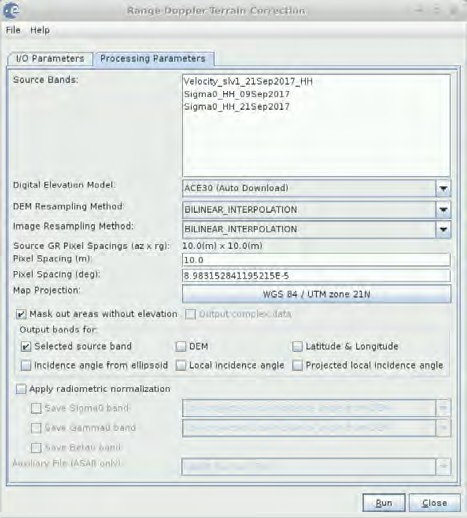 Range-Doppler Terrain Correction
File Help
I/O Parameters Processing Parameters
Source Bands:
Velocity_slv1_21Sep2017_HH
Sigma0_HH_09Sep2017
Sigma0_HH_21Sep2017
Digital Elevation Model: ACE30 (Auto Download)
DEM Resampling Method: BILINEAR_INTERPOLATION
Image Resampling Method: BILINEAR_INTERPOLATION
Source GR Pixel Spacings (az x rg): 10.0(m) x 10.0(m)
Pixel Spacing (m): 10.0
Pixel Spacing (deg): 8.983152841195215E-5
Map Projection: WGS 84 / UTM zone 21N
Mask out areas without elevation Output complex data
Output bands for:
Selected source band DEM Latitude & Longitude
Incidence angle from ellipsoid Local incidence angle Projected local incidence angle
Apply radiometric normalization
Save Sigma0 band
Save Gamma0 band
Save Beta0 band
Auxiliary File (ASAR only):
Run Close